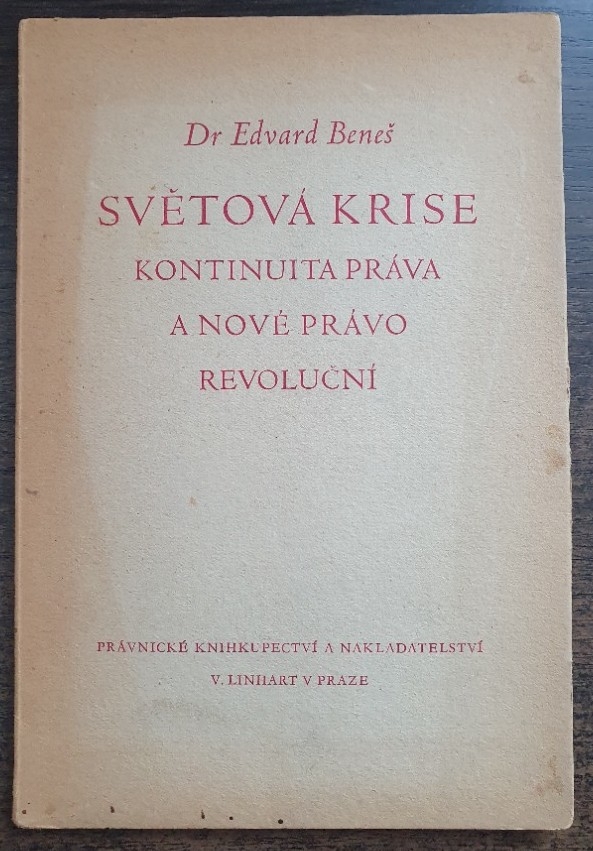 Dr Edvard Beneš
SVĚTOVÁ KRISE
KONTINUITA PRÁVA
A NOVÉ PRÁVO
REVOLUČNÍ
PRÁVNICKÉ KNIHKUPECTVÍ A NAKLADATELSTVÍ
V. LINHART V PRAZE